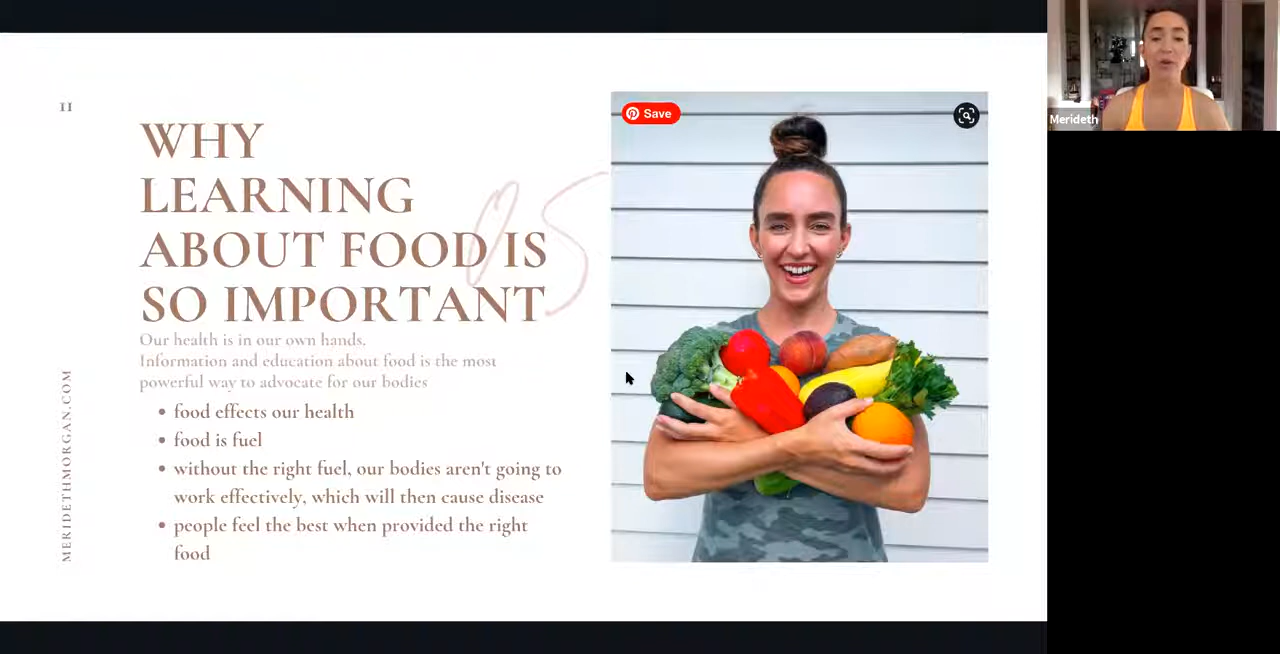 11
WHY
LEARNING
ABOUT FOOD IS
SO IMPORTANT
05
Our health is in our own hands.
Information and education about food is the most
powerful way to advocate for our bodies
• food effects our health
• food is fuel
• without the right fuel, our bodies aren't going to
work effectively, which will then cause disease
• people feel the best when provided the right
food
MERIDETHMORGAN.COM
Save
Merideth